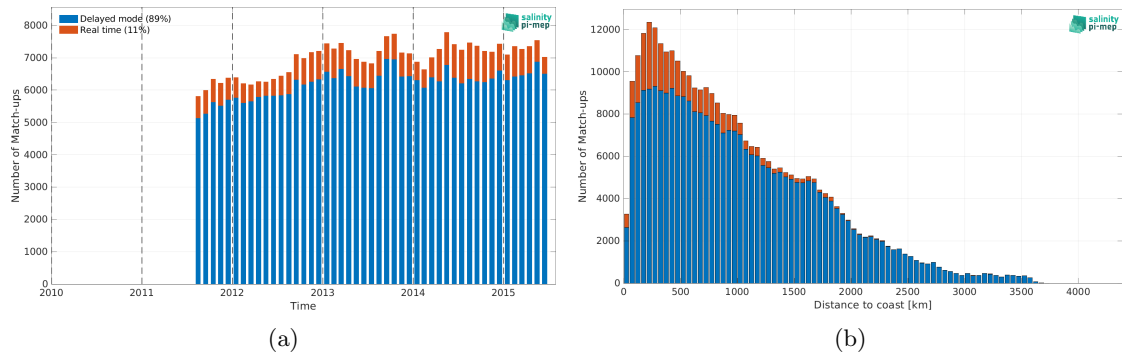 Delayed mode (89%)
Real time (11%)
salinity
pi-mep
8000
7000
6000
5000
4000
3000
2000
1000
0
Number of Match-ups
2010
2011
2012
2013
2014
2015
Time
(a)
salinity
pi-mep
12000
10000
8000
6000
4000
2000
0
Number of Match-ups
0
500
1000
1500
2000
2500
3000
3500
4000
Distance to coast [km]
(b)